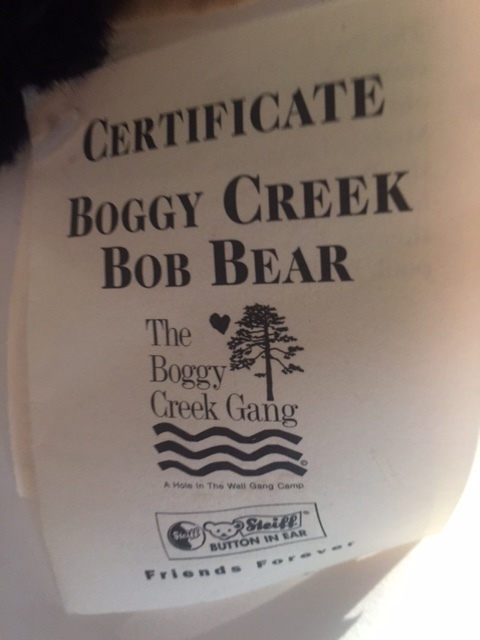 CERTIFICATE
BOGGY CREEK
BOB BEAR
The
Boggy
Creek Gang
©
A Hole In The Wall Gang Camp
Steiff Steiff™
BUTTON IN EAR
Friends Forever